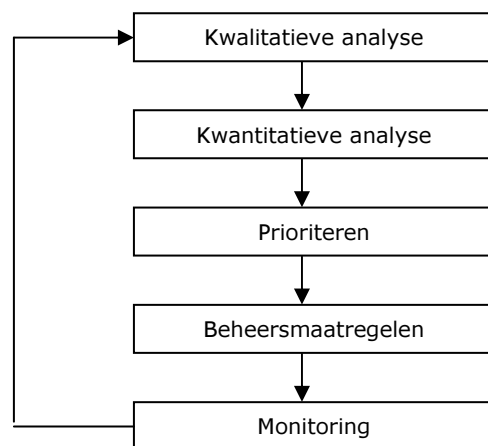 Kwalitatieve analyse
Kwantitatieve analyse
Prioriteren
Beheersmaatregelen
Monitoring